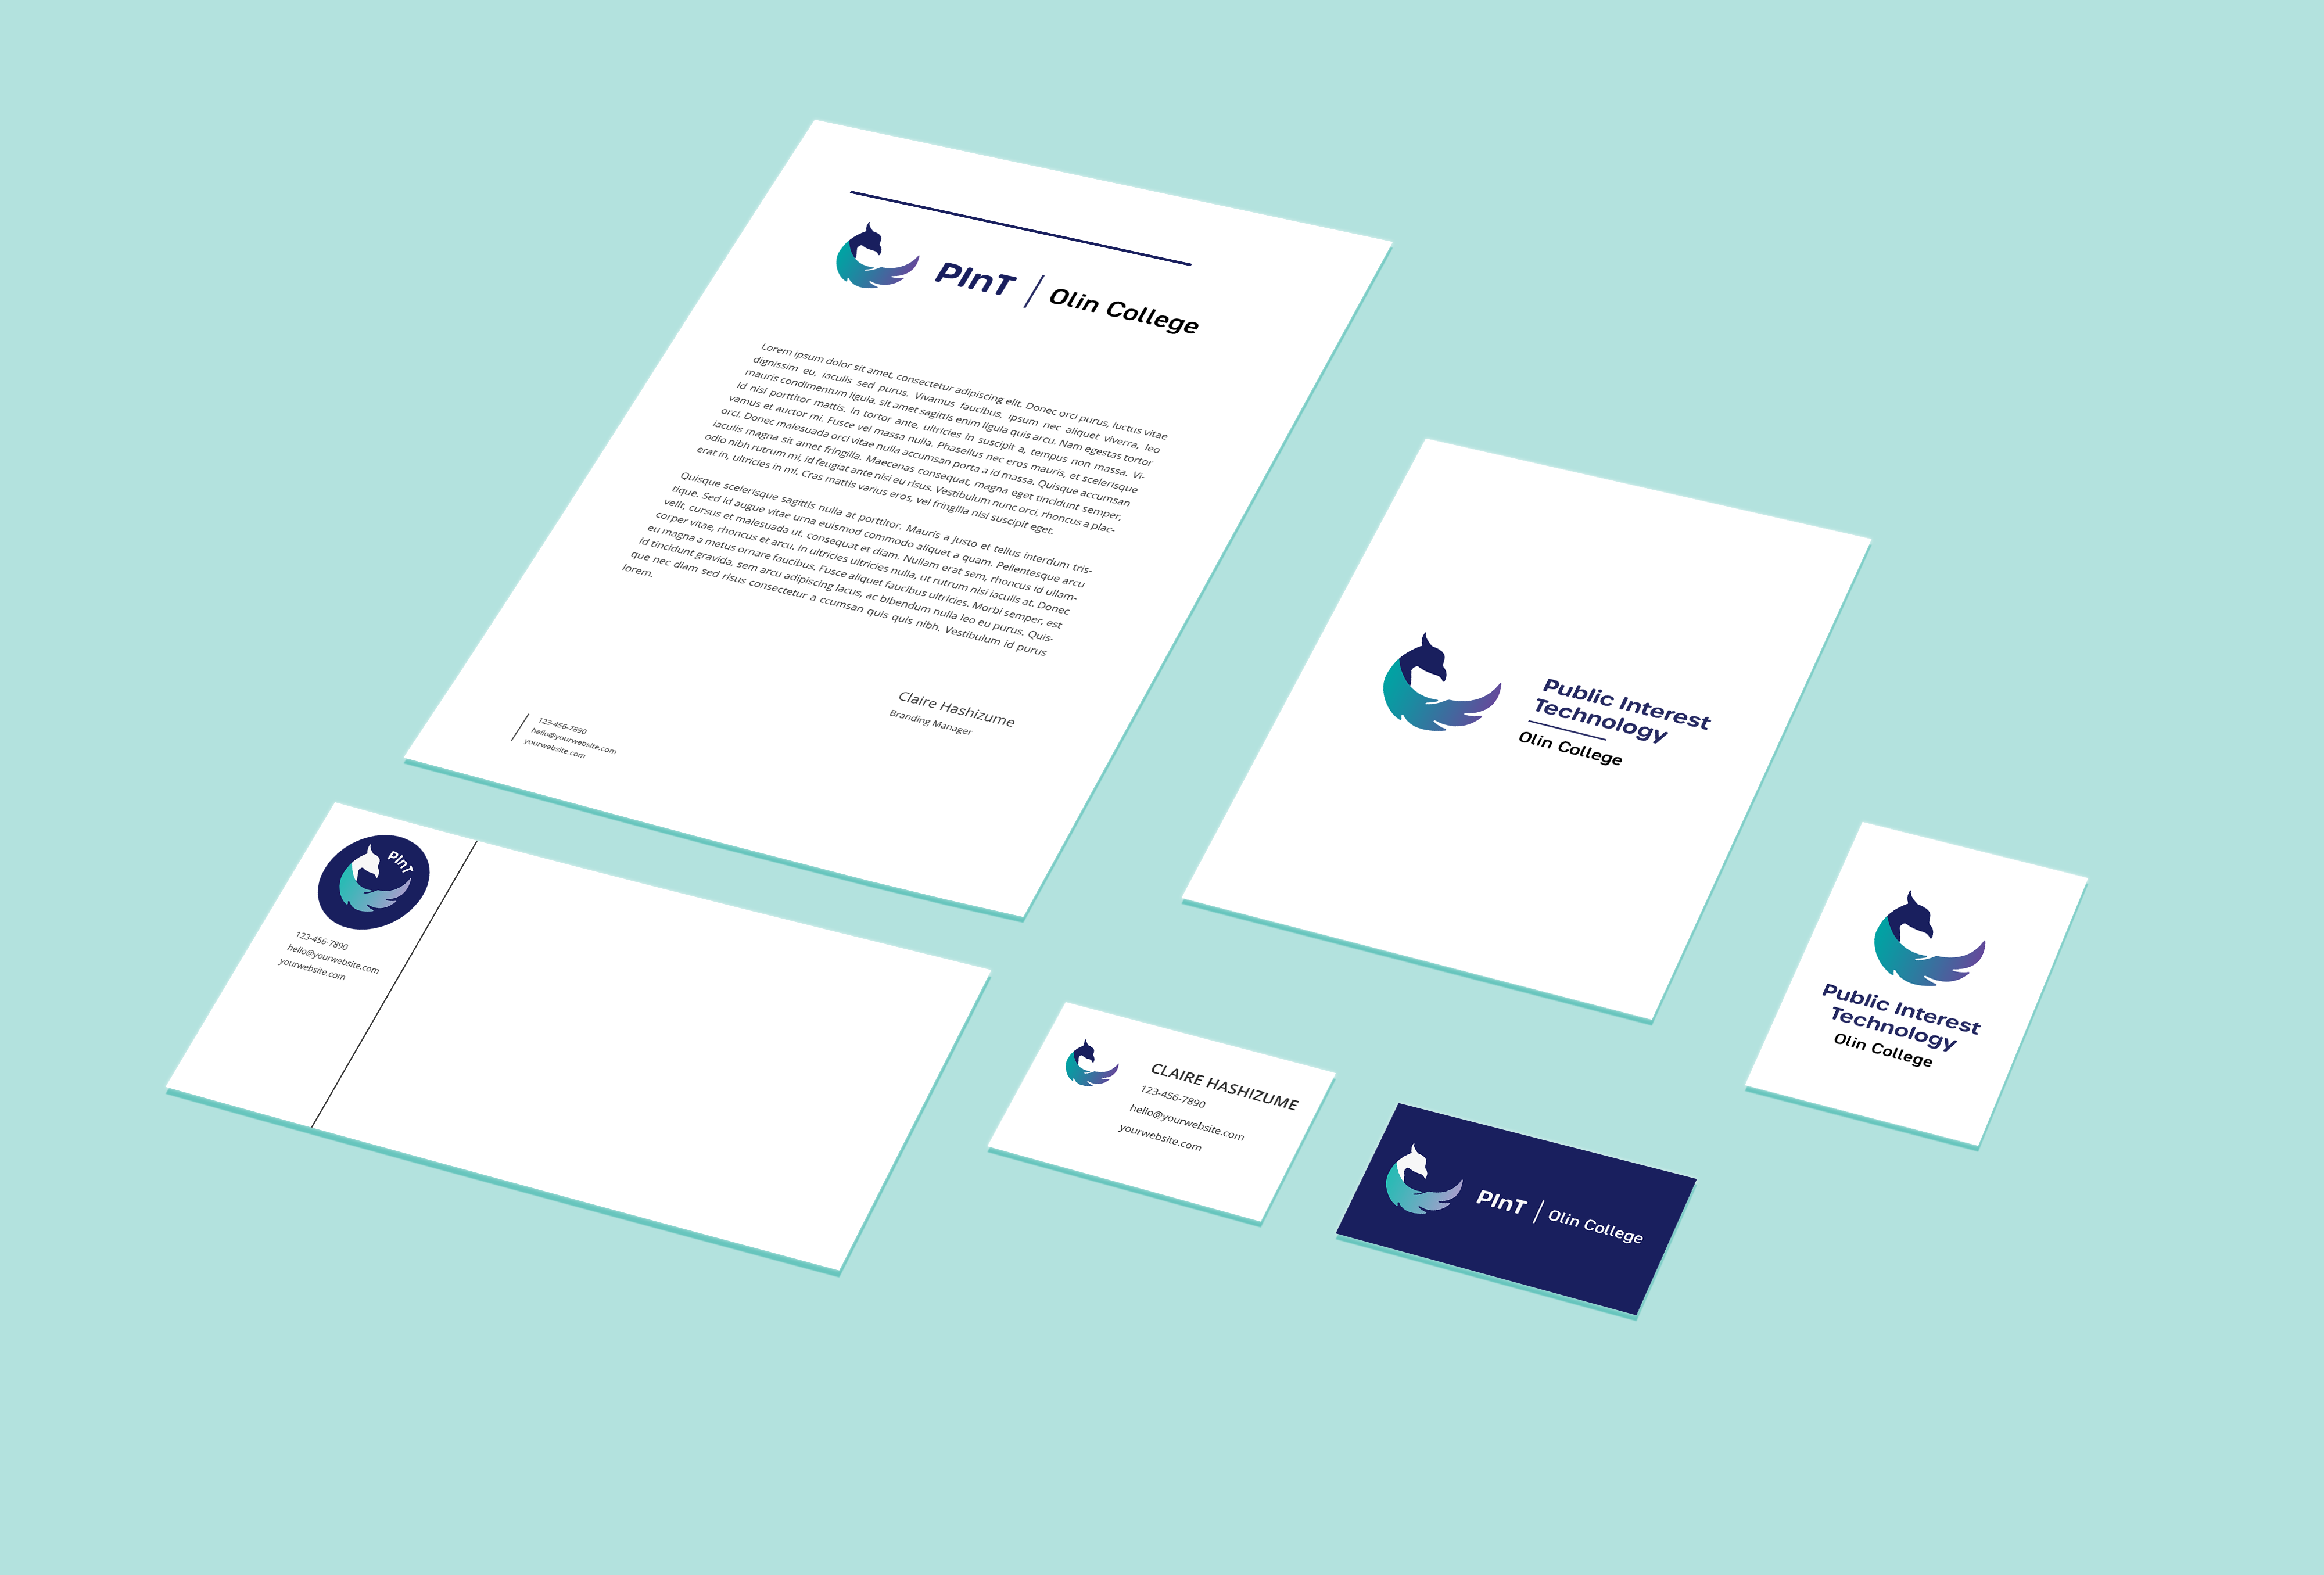 PInT | Olin College
Lorem ipsum dolor sit amet, consectetur adipiscing elit. Donec orci purus, luctus vitae
dignissim eu, iaculis sed purus. Vivamus faucibus, ipsum nec aliquet viverra, leo
mauris condimentum ligula, sit amet sagittis enim ligula quis arcu. Nam egestas tortor
id nisi porttitor mattis. In tortor ante, ultricies in suscipit a, tempus non massa. Vi-
vamus et auctor mi. Fusce vel massa nulla. Phasellus nec eros mauris, et scelerisque
orci. Donec malesuada orci vitae nulla accumsan porta a id massa. Quisque accumsan
iaculis magna sit amet fringilla. Maecenas consequat, magna eget tincidunt semper,
odio nibh rutrum mi, id feugiat ante nisi eu risus. Vestibulum nunc orci, rhoncus a plac-
erat in, ultricies in mi. Cras mattis varius eros, vel fringilla nisi suscipit eget.
Quisque scelerisque sagittis nulla at porttitor. Mauris a justo et tellus interdum tris-
tique. Sed id augue vitae urna euismod commodo aliquet a quam. Pellentesque arcu
velit, cursus et malesuada ut, consequat et diam. Nullam erat sem, rhoncus id ullam-
corper vitae, rhoncus et arcu. In ultricies ultricies nulla, ut rutrum nisi iaculis at. Donec
eu magna a metus ornare faucibus. Fusce aliquet faucibus ultricies. Morbi semper, est
id tincidunt gravida, sem arcu adipiscing lacus, ac bibendum nulla leo eu purus. Quis-
que nec diam sed risus consectetur a ccumsan quis quis nibh. Vestibulum id purus
lorem.
Claire Hashizume
Branding Manager
123-456-7890
hello@yourwebsite.com
yourwebsite.com
Public Interest
Technology
Olin College
PInT
123-456-7890
hello@yourwebsite.com
yourwebsite.com
CLAIRE HASHIZUME
123-456-7890
hello@yourwebsite.com
yourwebsite.com
PInT | Olin College
Public Interest
Technology
Olin College